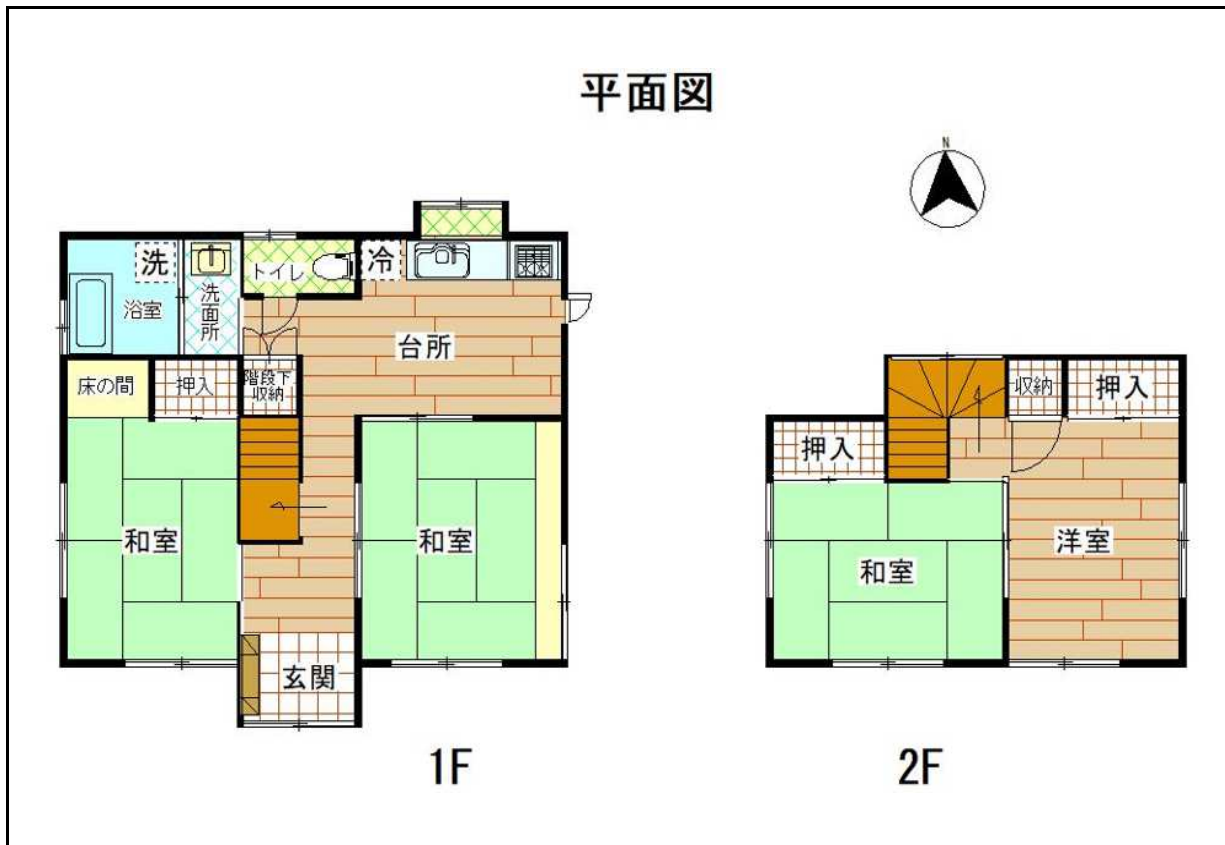 平面図
N
洗
浴室
洗
面
所
トイレ
冷
台所
床の間
押入
階段下
収納
和室
和室
玄関
1F
収納
押入
押入
和室
洋室
2F